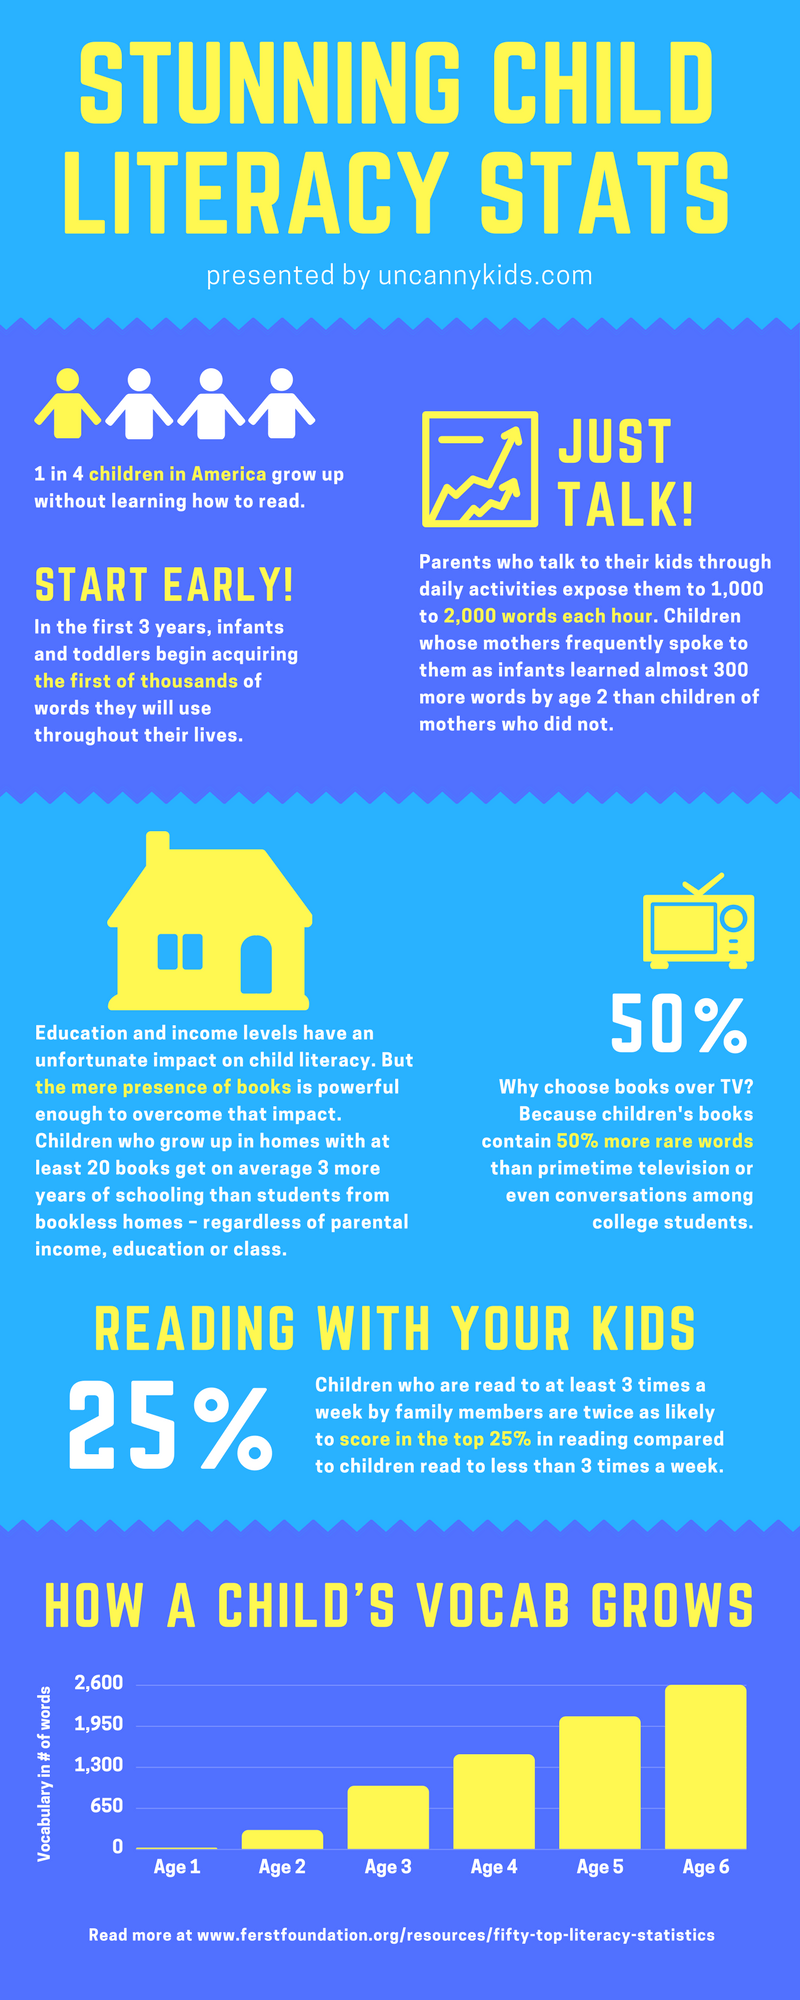 STUNNING CHILD
LITERACY STATS
presented by uncannykids.com
1 in 4 children in America grow up
without learning how to read.
START EARLY!
In the first 3 years, infants
and toddlers begin acquiring
the first of thousands of
words they will use
throughout their lives.
JUST
TALK!
Parents who talk to their kids through
daily activities expose them to 1,000
to 2,000 words each hour. Children
whose mothers frequently spoke to
them as infants learned almost 300
more words by age 2 than children of
mothers who did not.
Education and income levels have an
unfortunate impact on child literacy. But
the mere presence of books is powerful
enough to overcome that impact.
Children who grow up in homes with at
least 20 books get on average 3 more
years of schooling than students from
bookless homes – regardless of parental
income, education or class.
50%
Why choose books over TV?
Because children's books
contain 50% more rare words
than primetime television or
even conversations among
college students.
READING WITH YOUR KIDS
25%
Children who are read to at least 3 times a
week by family members are twice as likely
to score in the top 25% in reading compared
to children read to less than 3 times a week.
HOW A CHILD'S VOCAB GROWS
Vocabulary in # of words
2,600
1,950
1,300
650
0
Age 1 Age 2 Age 3 Age 4 Age 5 Age 6
Read more at www.ferstfoundation.org/resources/fifty-top-literacy-statistics